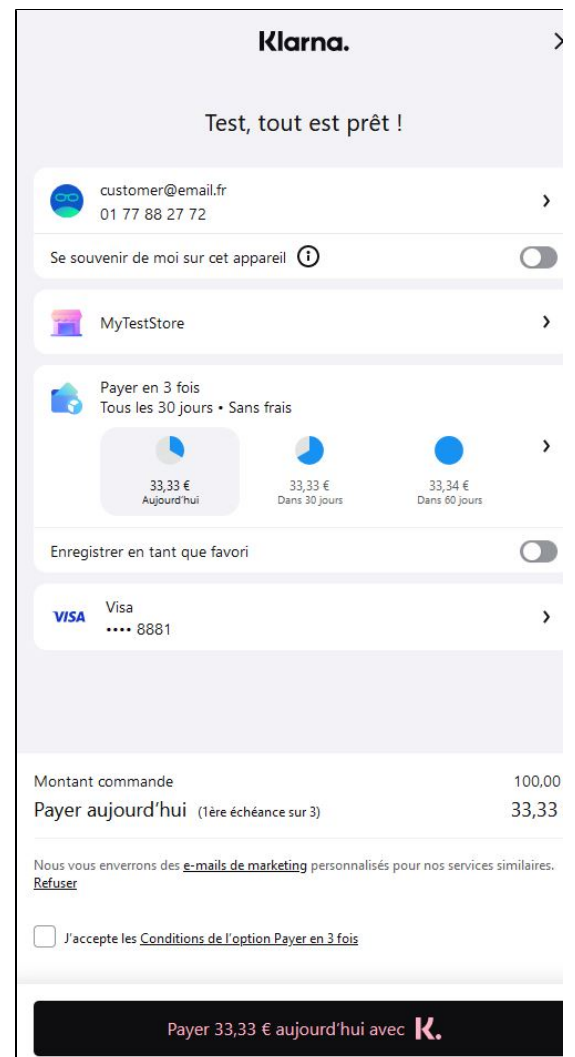 Klarna.
Test, tout est prêt !
customer@email.fr
01 77 88 27 72
Se souvenir de moi sur cet appareil
MyTestStore
Payer en 3 fois
Tous les 30 jours • Sans frais
33,33 € 33,33 € 33,34 €
Aujourd'hui Dans 30 jours Dans 60 jours
Enregistrer en tant que favori
VISA
Visa
•••• 8881
Montant commande 100,00
Payer aujourd'hui (1ère échéance sur 3) 33,33
Nous vous enverrons des e-mails de marketing personnalisés pour nos services similaires.
Refuser
J'accepte les Conditions de l'option Payer en 3 fois
Payer 33,33 € aujourd'hui avec K.